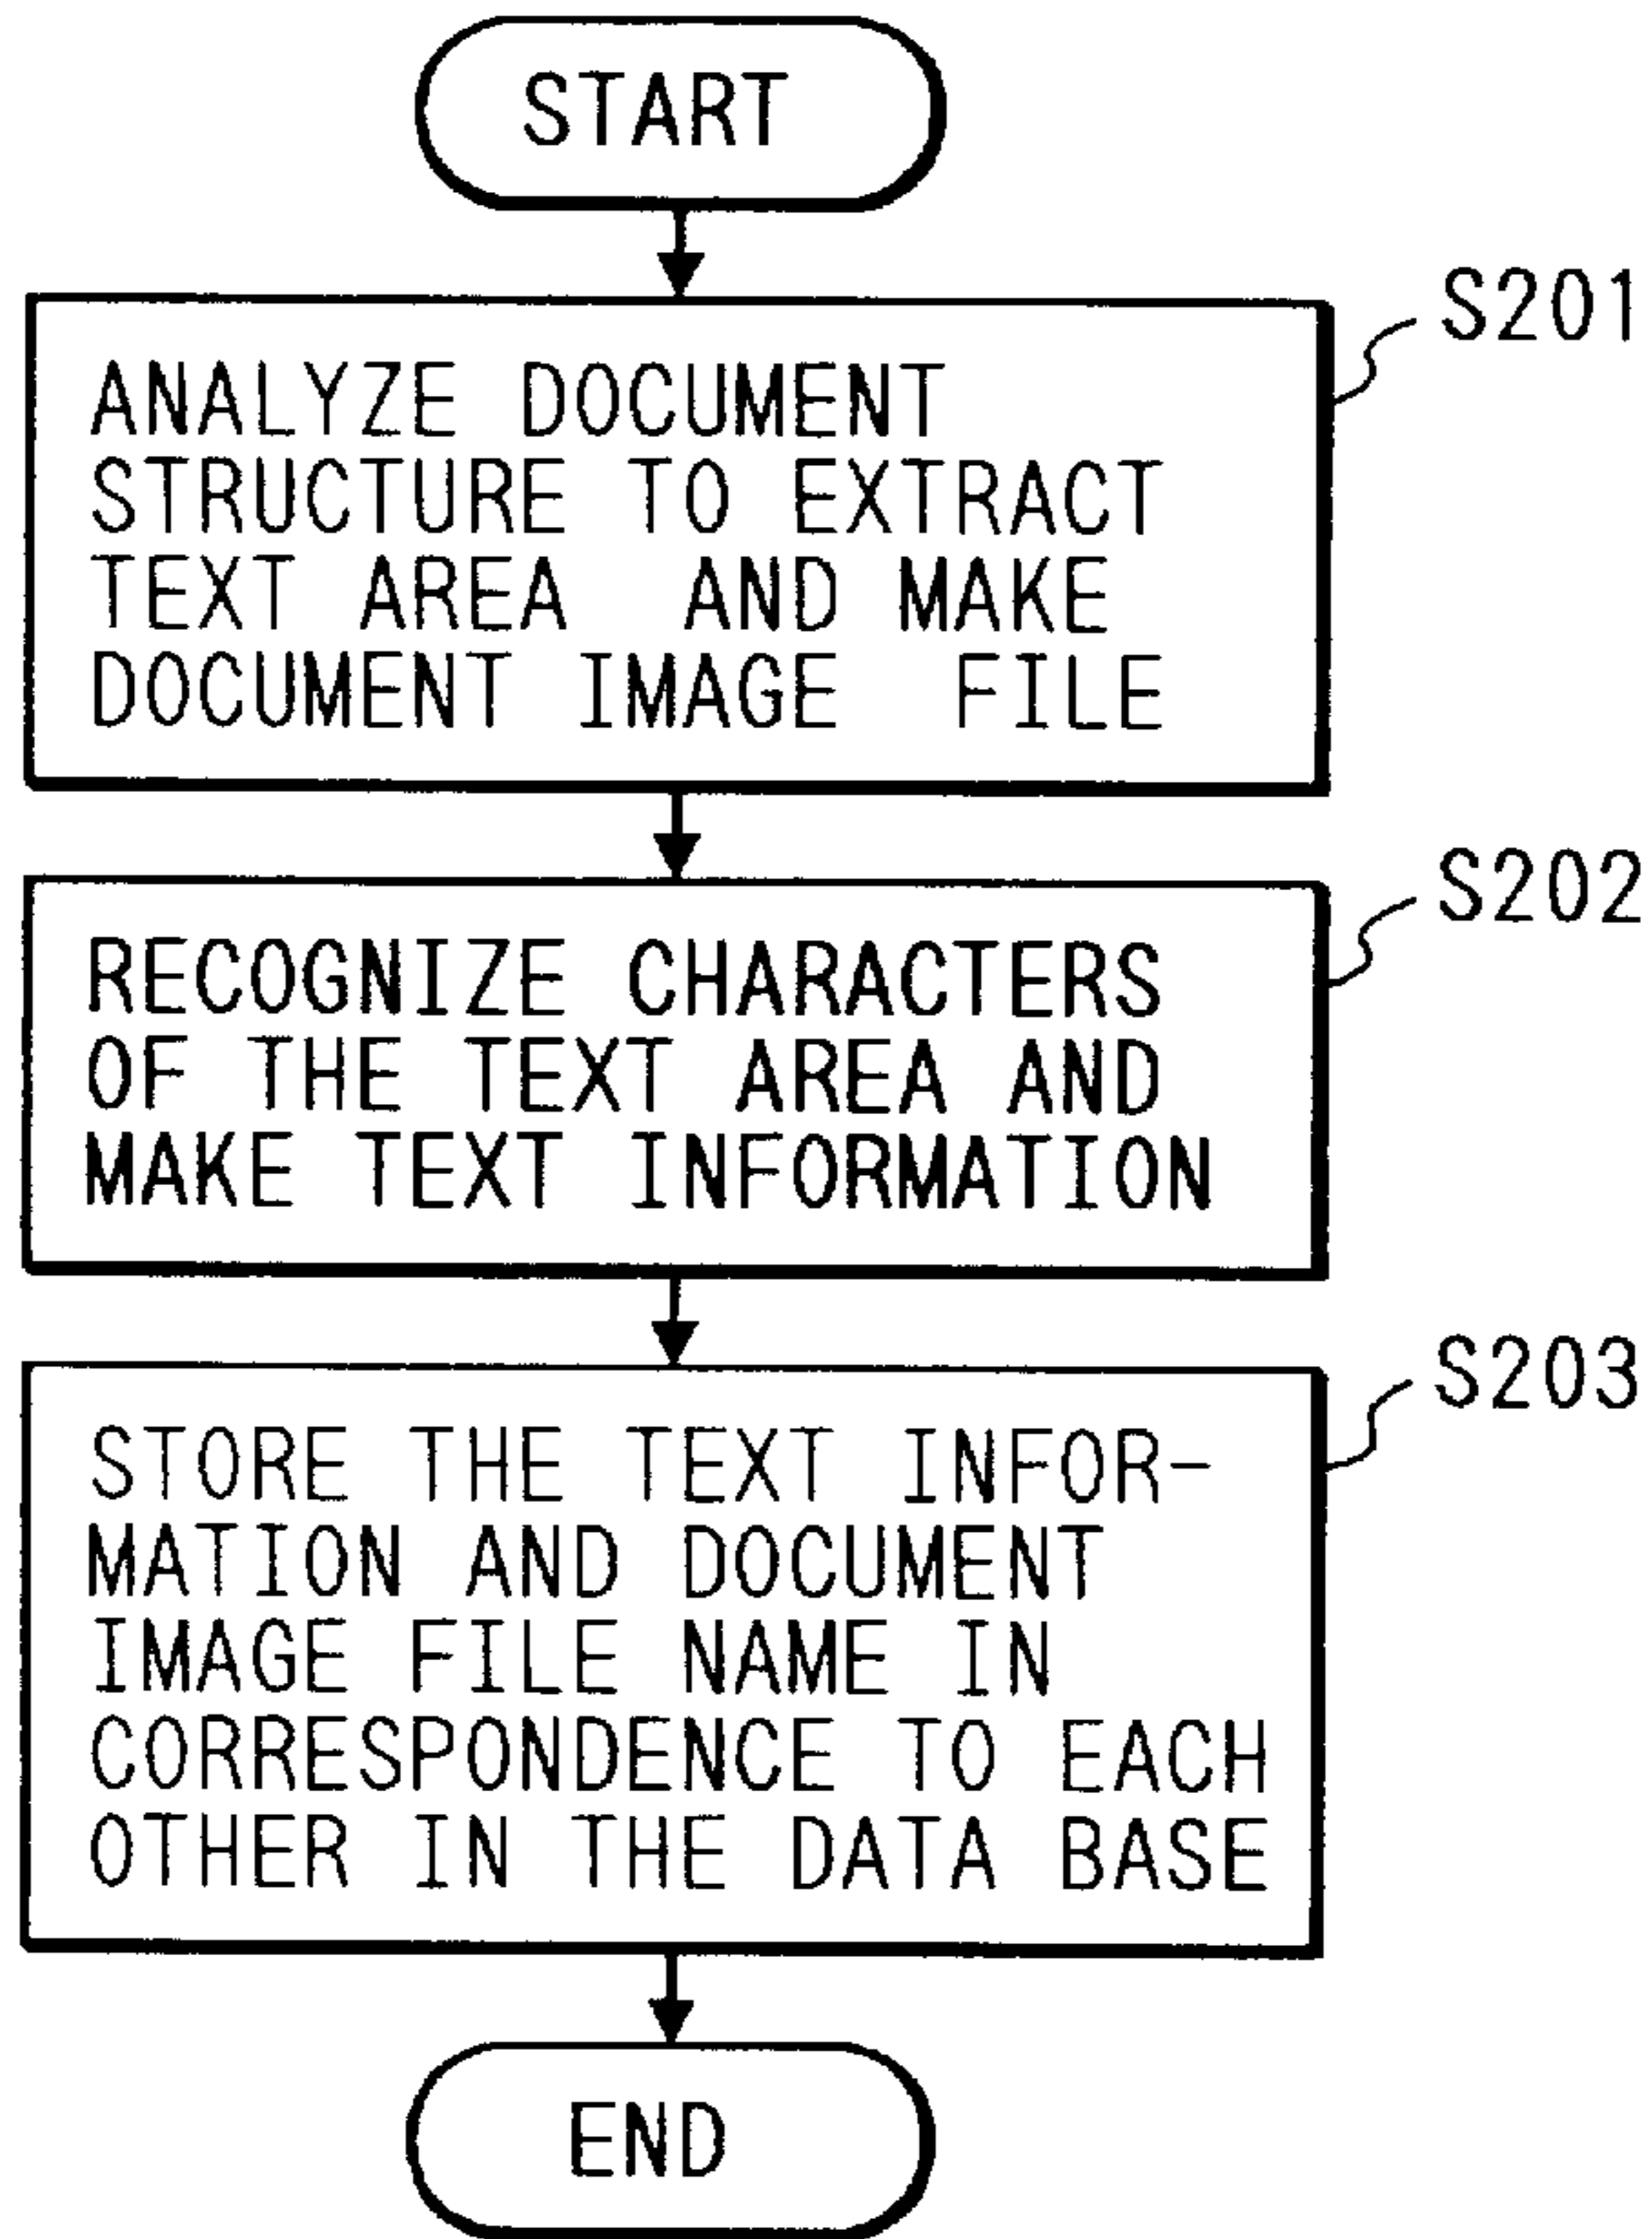 START
S201
ANALYZE DOCUMENT
STRUCTURE TO EXTRACT
TEXT AREA AND MAKE
DOCUMENT IMAGE FILE
S202
RECOGNIZE CHARACTERS
OF THE TEXT AREA AND
MAKE TEXT INFORMATION
S203
STORE THE TEXT INFOR-
MATION AND DOCUMENT
IMAGE FILE NAME IN
CORRESPONDENCE TO EACH
OTHER IN THE DATA BASE
END